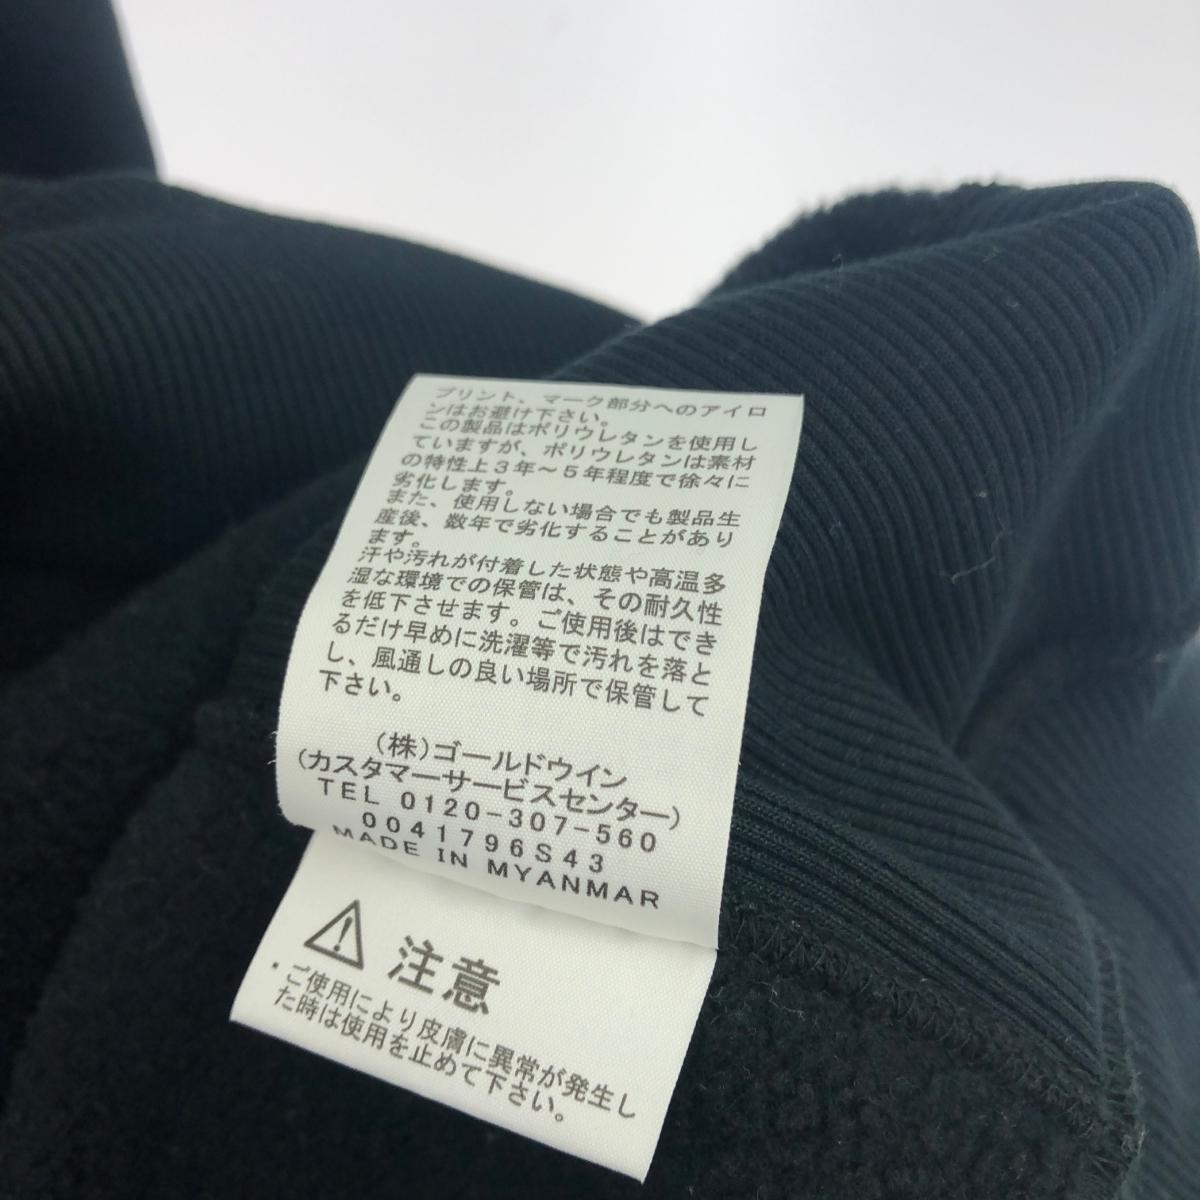 プリント、マーク部分へのアイロ
ンはお避け下さい。
この製品はポリウレタンを使用し
ていますが、ポリウレタンは素材
の特性上3年～5年程度で徐々に
劣化します。
また、使用しない場合でも製品生
産後、数年で劣化することがあり
ます。
汗や汚れが付着した状態や高温多
湿な環境での保管は、その耐久性
を低下させます。ご使用後はでき
るだけ早めに洗濯等で汚れを落と
し、風通しの良い場所で保管して
下さい。
(株)ゴールドウイン
(カスタマーサービスセンター)
TEL 0120-307-560
0041796S43
MADE IN MYANMAR
注意
・ご使用により皮膚に異常が発生し
た時は使用を止めて下さい。